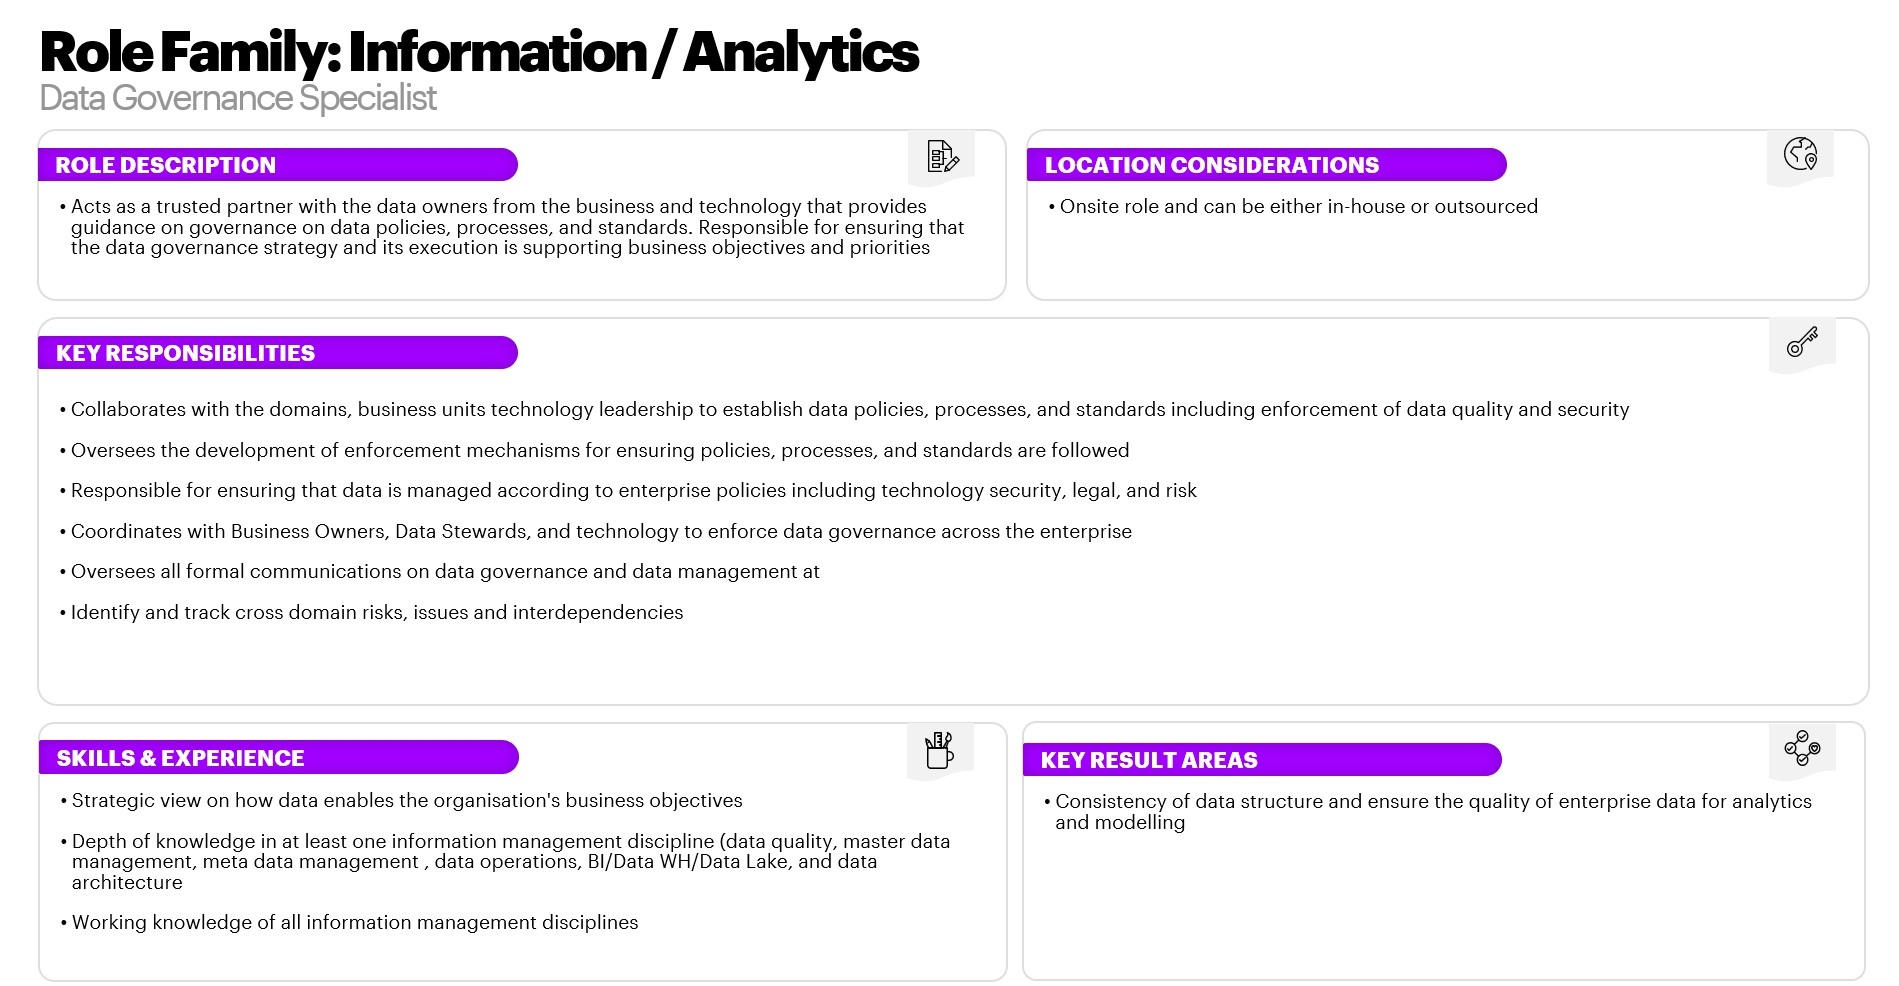 Role Family: Information / Analytics
Data Governance Specialist
ROLE DESCRIPTION
• Acts as a trusted partner with the data owners from the business and technology that provides
guidance on governance on data policies, processes, and standards. Responsible for ensuring that
the data governance strategy and its execution is supporting business objectives and priorities
LOCATION CONSIDERATIONS
• Onsite role and can be either in-house or outsourced
KEY RESPONSIBILITIES
• Collaborates with the domains, business units technology leadership to establish data policies, processes, and standards including enforcement of data quality and security
• Oversees the development of enforcement mechanisms for ensuring policies, processes, and standards are followed
• Responsible for ensuring that data is managed according to enterprise policies including technology security, legal, and risk
• Coordinates with Business Owners, Data Stewards, and technology to enforce data governance across the enterprise
• Oversees all formal communications on data governance and data management at
• Identify and track cross domain risks, issues and interdependencies
SKILLS & EXPERIENCE
• Strategic view on how data enables the organisation's business objectives
• Depth of knowledge in at least one information management discipline (data quality, master data
management, meta data management , data operations, BI/Data WH/Data Lake, and data
architecture
• Working knowledge of all information management disciplines
KEY RESULT AREAS
• Consistency of data structure and ensure the quality of enterprise data for analytics
and modelling